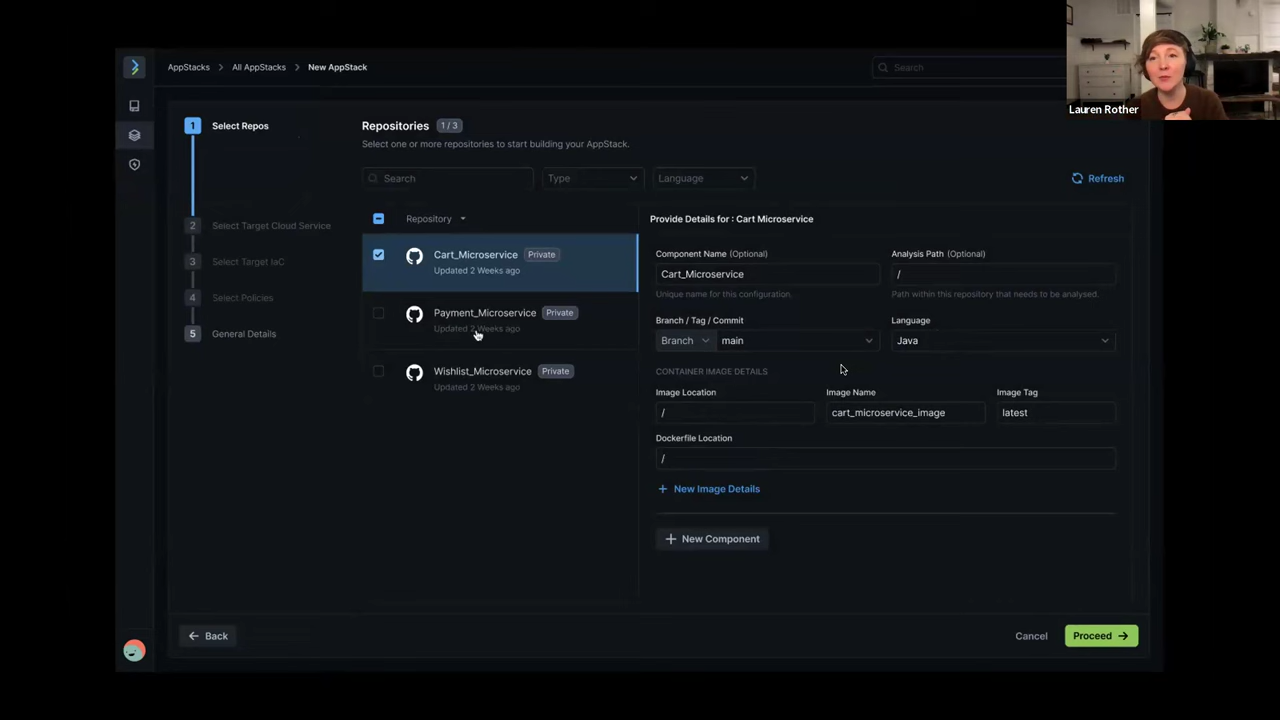 Lauren Rother
AppStacks > All AppStacks > New AppStack
Search
1 Select Repos
2 Select Target Cloud Service
3 Select Target IaC
4 Select Policies
5 General Details
Repositories 1 / 3
Select one or more repositories to start building your AppStack.
Search
Type
Language
Refresh
Repository
Cart_Microservice Private
Updated 2 Weeks ago
Payment_Microservice Private
Updated 2 Weeks ago
Wishlist_Microservice Private
Updated 2 Weeks ago
Provide Details for : Cart Microservice
Component Name (Optional)
Analysis Path (Optional)
Cart_Microservice
/
Unique name for this configuration.
Path within this repository that needs to be analysed.
Branch / Tag / Commit
Language
Branch main
Java
CONTAINER IMAGE DETAILS
Image Location
Image Name
Image Tag
/
cart_microservice_image
latest
Dockerfile Location
/
+ New Image Details
+ New Component
Back
Cancel
Proceed